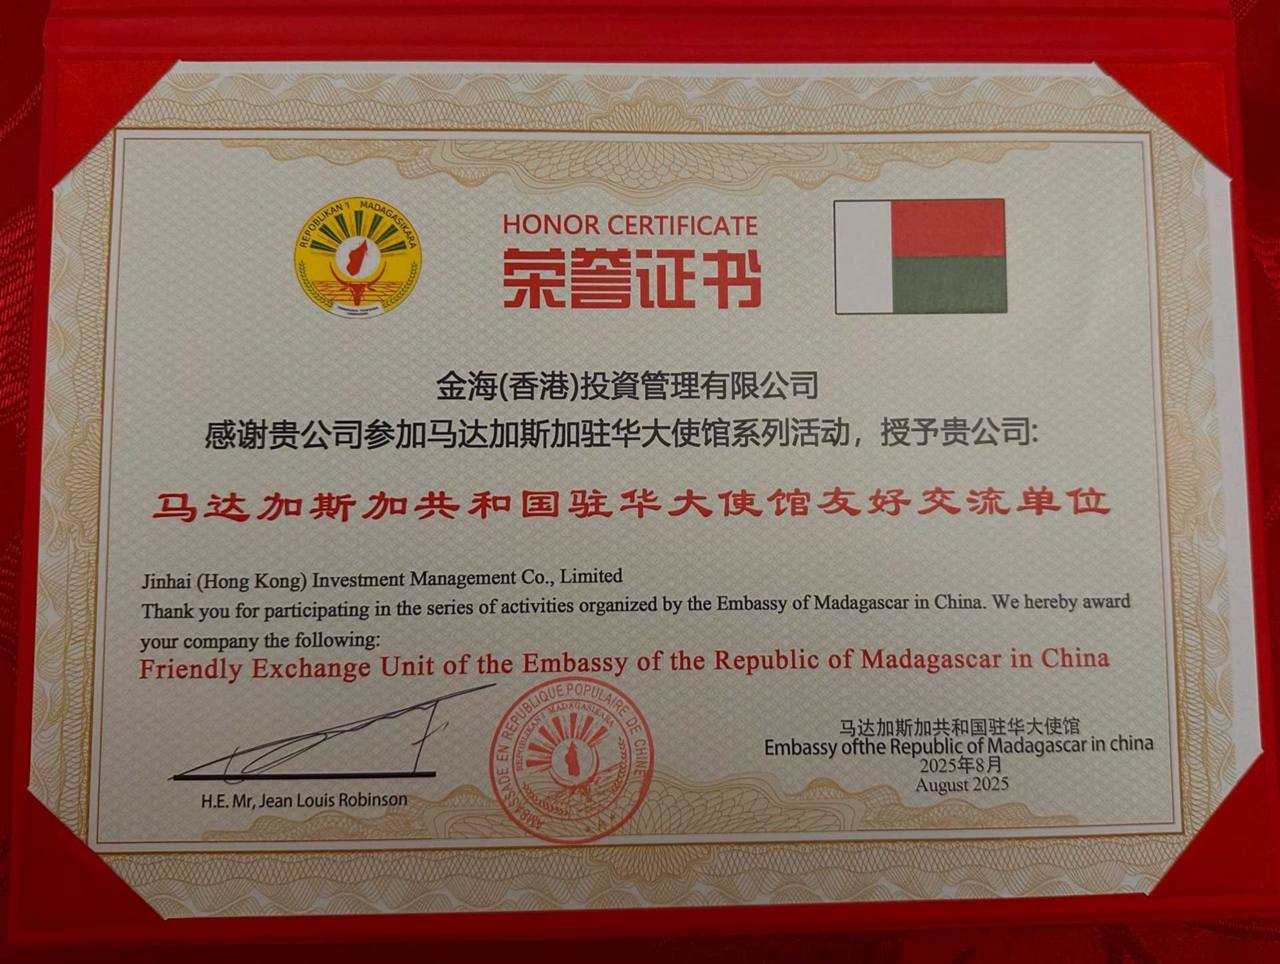 REPOBLIKAN'I MADAGASIKARA
HONOR CERTIFICATE
荣誉证书
金海(香港)投資管理有限公司
感谢贵公司参加马达加斯加驻华大使馆系列活动，授予贵公司:
马达加斯加共和国驻华大使馆友好交流单位
Jinhai (Hong Kong) Investment Management Co., Limited
Thank you for participating in the series of activities organized by the Embassy of Madagascar in China. We hereby award
your company the following:
Friendly Exchange Unit of the Embassy of the Republic of Madagascar in China
H.E. Mr, Jean Louis Robinson
AMBASSADE EN REPUBLIQUE POPULAIRE DE CHINE
REPOBLIKAN'I MADAGASIKARA
马达加斯加共和国驻华大使馆
Embassy ofthe Republic of Madagascar in china
2025年8月
August 2025